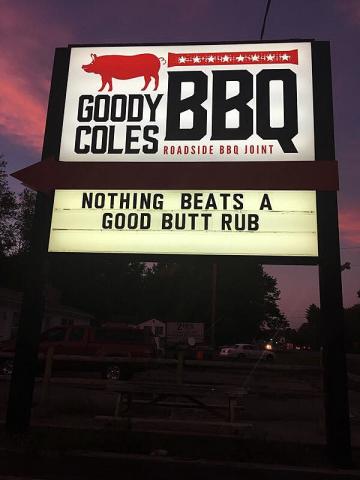 GOODY
COLES
BBQ
ROADSIDE BBQ JOINT
NOTHING BEATS A
GOOD BUTT RUB